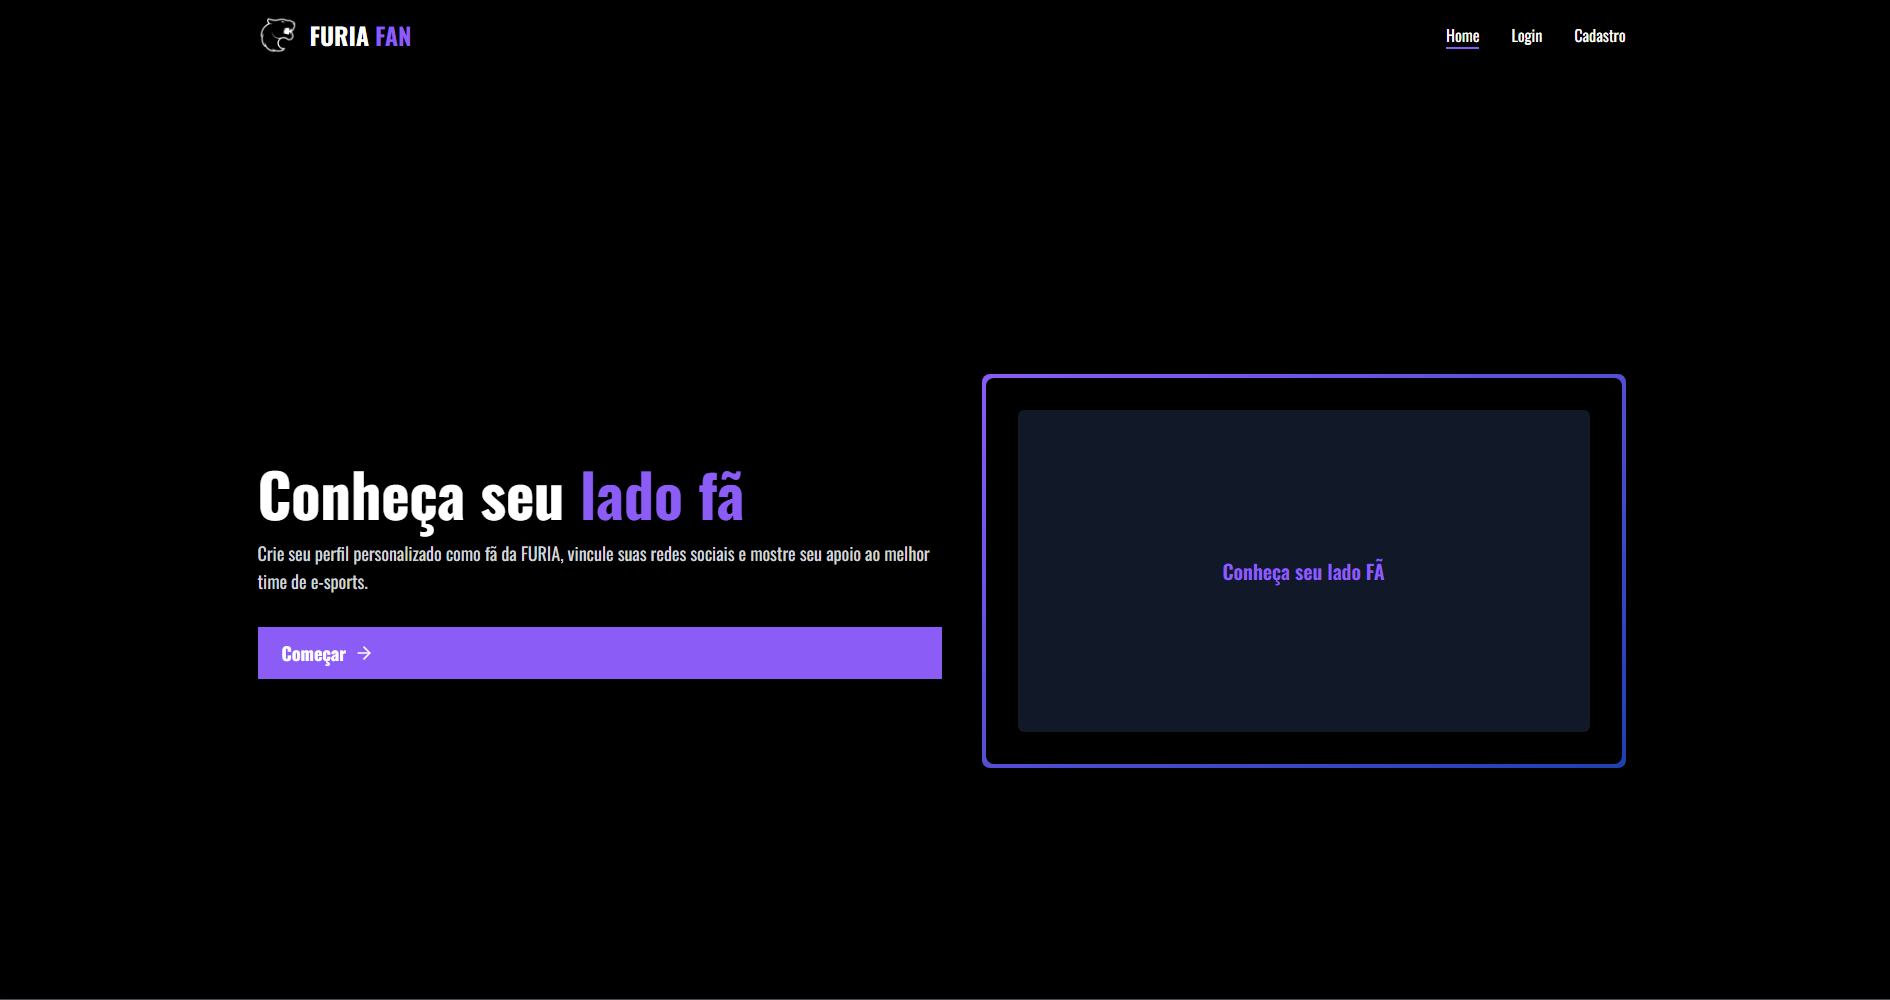 FURIA FAN
Home
Login
Cadastro
Conheça seu lado fã
Crie seu perfil personalizado como fã da FURIA, vincule suas redes sociais e mostre seu apoio ao melhor
time de e-sports.
Começar
Conheça seu lado FÃ